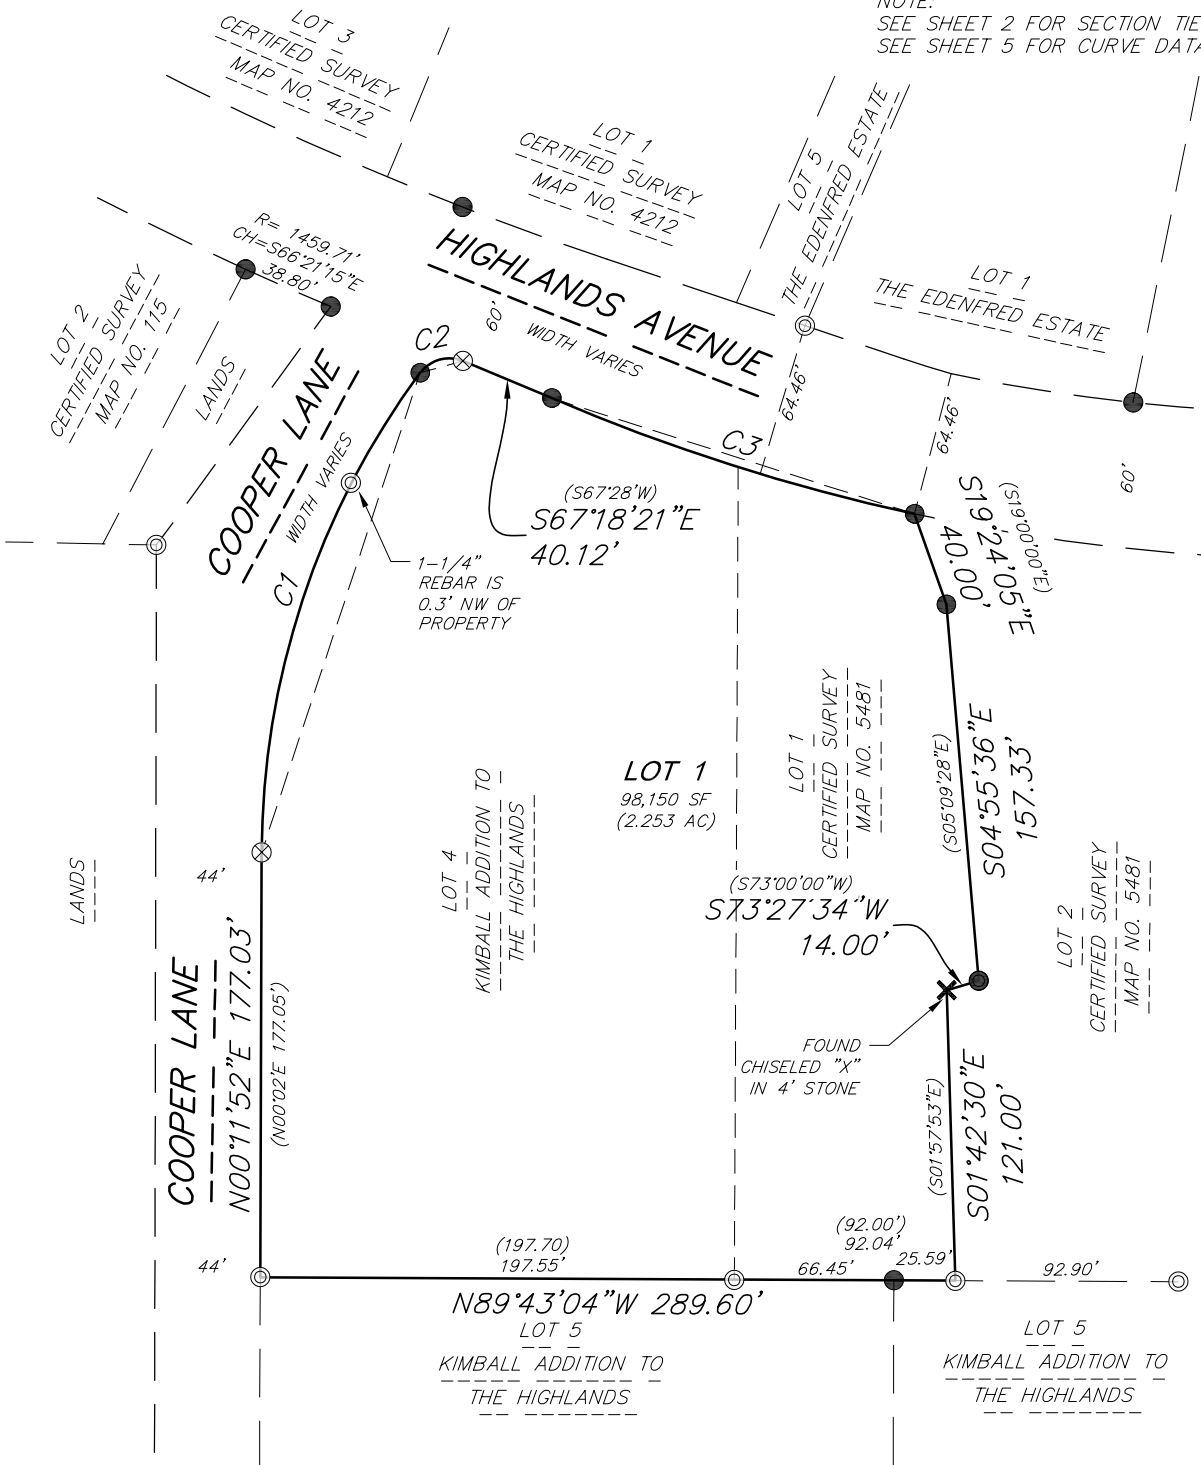 NOTE:
SEE SHEET 2 FOR SECTION TIE
SEE SHEET 5 FOR CURVE DATA
LOT 3
CERTIFIED SURVEY
MAP NO. 4212
LOT 1
CERTIFIED SURVEY
MAP NO. 4212
LOT 5
THE EDENFRED ESTATE
LOT 1
THE EDENFRED ESTATE
R= 1459.71'
CH=S66°21'15"E
38.80'
LOT 2
CERTIFIED SURVEY
MAP NO. 115
LANDS
HIGHLANDS AVENUE
60'
WIDTH VARIES
COOPER LANE
WIDTH VARIES
C2
C3
C1
64.46'
64.46'
60'
(S67°28'W)
S67°18'21"E
40.12'
1-1/4"
REBAR IS
0.3' NW OF
PROPERTY
(S19°00'00"E)
S19°24'05"E
40.00'
LOT 1
98,150 SF
(2.253 AC)
LOT 1
CERTIFIED SURVEY
MAP NO. 5481
(S05°09'28"E)
S04°55'36"E
157.33'
LOT 4
KIMBALL ADDITION TO
THE HIGHLANDS
LANDS
44'
(S73°00'00"W)
S73°27'34"W
14.00'
LOT 2
CERTIFIED SURVEY
MAP NO. 5481
COOPER LANE
N00°11'52"E 177.03'
(N00°02'E 177.05')
FOUND
CHISELED "X"
IN 4' STONE
(S01°57'53"E)
S01°42'30"E
121.00'
44'
(197.70)
197.55'
(92.00')
92.04'
66.45'
25.59'
92.90'
N89°43'04"W 289.60'
LOT 5
KIMBALL ADDITION TO
THE HIGHLANDS
LOT 5
KIMBALL ADDITION TO
THE HIGHLANDS